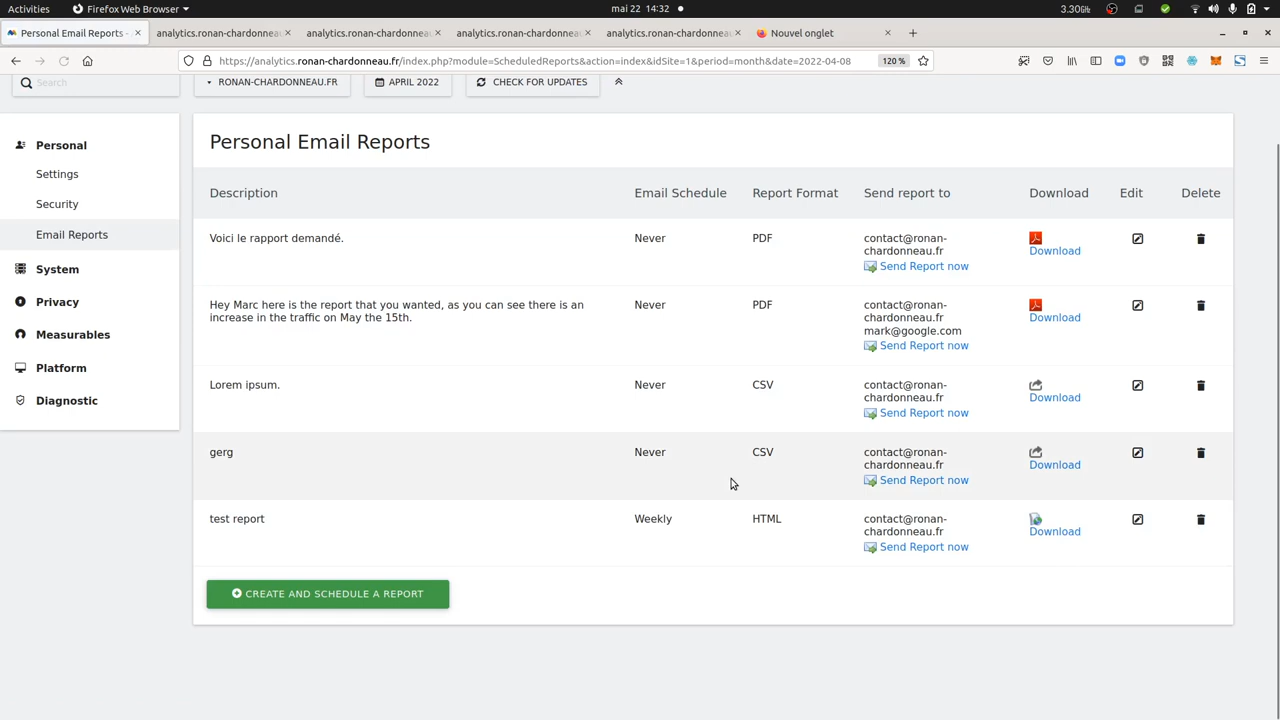 Activities
Firefox Web Browser
mai 22 14:32
3.30GHz
Personal Email Reports -
analytics.ronan-chardonneau
analytics.ronan-chardonneau
analytics.ronan-chardonneau
analytics.ronan-chardonneau
Nouvel onglet
https://analytics.ronan-chardonneau.fr/index.php?module=ScheduledReports&action=index&idSite=1&period=month&date=2022-04-08
120 %
Search
RONAN-CHARDONNEAU.FR
APRIL 2022
CHECK FOR UPDATES
Personal
Settings
Security
Email Reports
System
Privacy
Measurables
Platform
Diagnostic
Personal Email Reports
Description Email Schedule Report Format Send report to Download Edit Delete
Voici le rapport demandé. Never PDF contact@ronan-
chardonneau.fr Download
Send Report now
Hey Marc here is the report that you wanted, as you can see there is an Never PDF contact@ronan-
increase in the traffic on May the 15th. chardonneau.fr Download
mark@google.com
Send Report now
Lorem ipsum. Never CSV contact@ronan-
chardonneau.fr Download
Send Report now
gerg Never CSV contact@ronan-
chardonneau.fr Download
Send Report now
test report Weekly HTML contact@ronan-
chardonneau.fr Download
Send Report now
CREATE AND SCHEDULE A REPORT